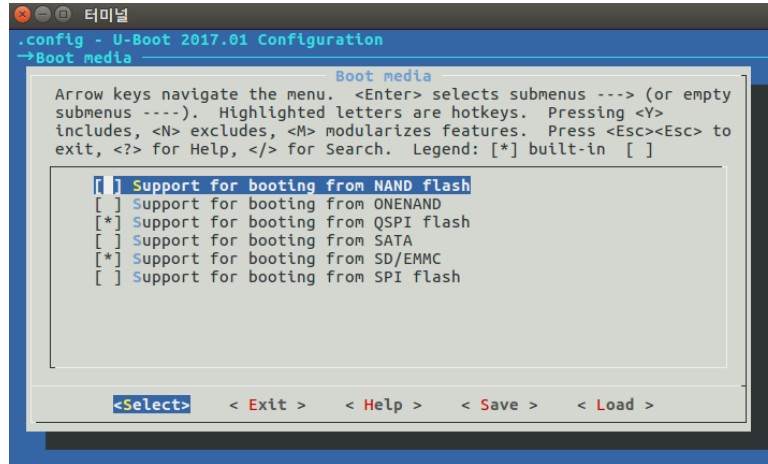 터미널
.config - U-Boot 2017.01 Configuration
→Boot media
Boot media
Arrow keys navigate the menu.  <Enter> selects submenus ---> (or empty
submenus ----).  Highlighted letters are hotkeys.  Pressing <Y>
includes, <N> excludes, <M> modularizes features.  Press <Esc><Esc> to
exit, <?> for Help, </> for Search.  Legend: [*] built-in  [ ]
[ ] Support for booting from NAND flash
[ ] Support for booting from ONENAND
[*] Support for booting from QSPI flash
[ ] Support for booting from SATA
[*] Support for booting from SD/EMMC
[ ] Support for booting from SPI flash
<Select>    < Exit >    < Help >    < Save >    < Load >